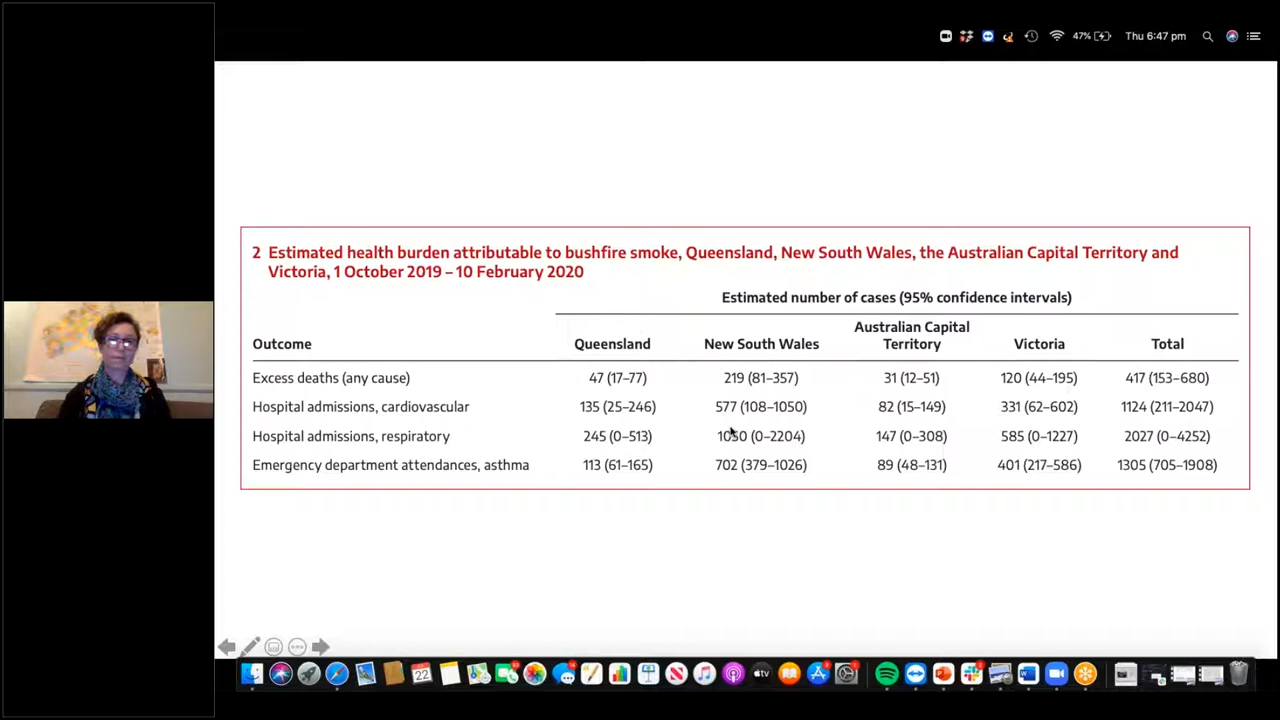 47%
Thu 6:47 pm
2 Estimated health burden attributable to bushfire smoke, Queensland, New South Wales, the Australian Capital Territory and
Victoria, 1 October 2019 – 10 February 2020
Estimated number of cases (95% confidence intervals)
Outcome Queensland New South Wales Australian Capital Territory Victoria Total
Excess deaths (any cause) 47 (17–77) 219 (81–357) 31 (12–51) 120 (44–195) 417 (153–680)
Hospital admissions, cardiovascular 135 (25–246) 577 (108–1050) 82 (15–149) 331 (62–602) 1124 (211–2047)
Hospital admissions, respiratory 245 (0–513) 1050 (0–2204) 147 (0–308) 585 (0–1227) 2027 (0–4252)
Emergency department attendances, asthma 113 (61–165) 702 (379–1026) 89 (48–131) 401 (217–586) 1305 (705–1908)
22
tv